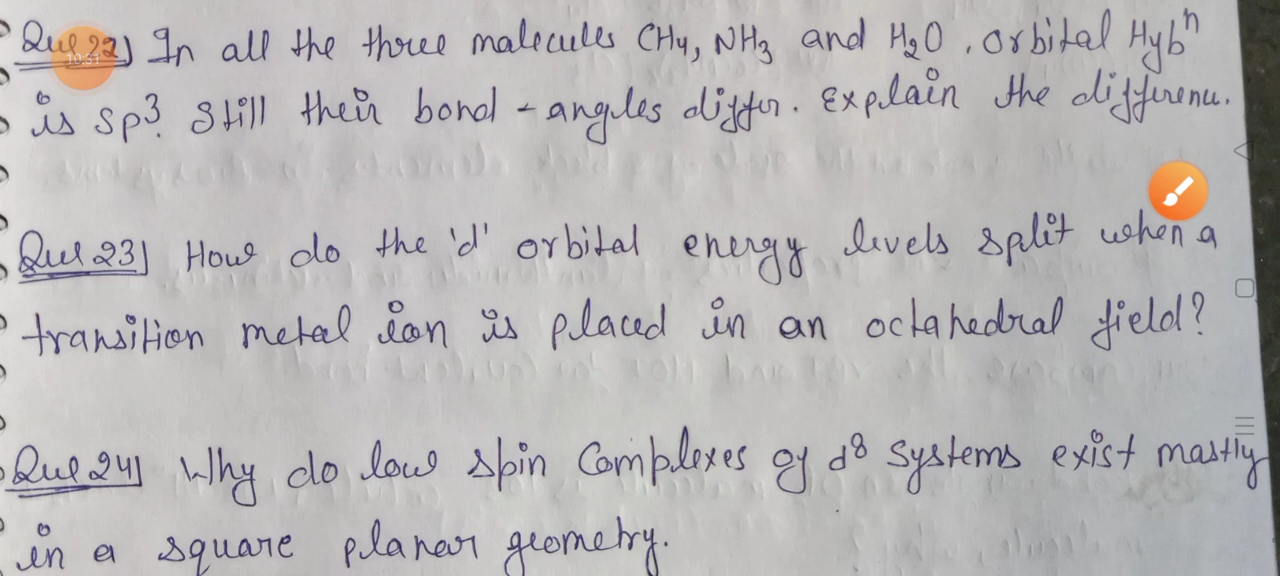 Que 22) In all the three malecules CH4, NH3 and H2O, orbital Hybⁿ
is sp³. Still their bond - angles differ. Explain the difference.
Que 23) How do the 'd' orbital energy levels split when a
transition metal ion is placed in an octahedral field?
Que 24) Why do low spin Complexes of d⁸ systems exist mastly
in a square planar geometry.